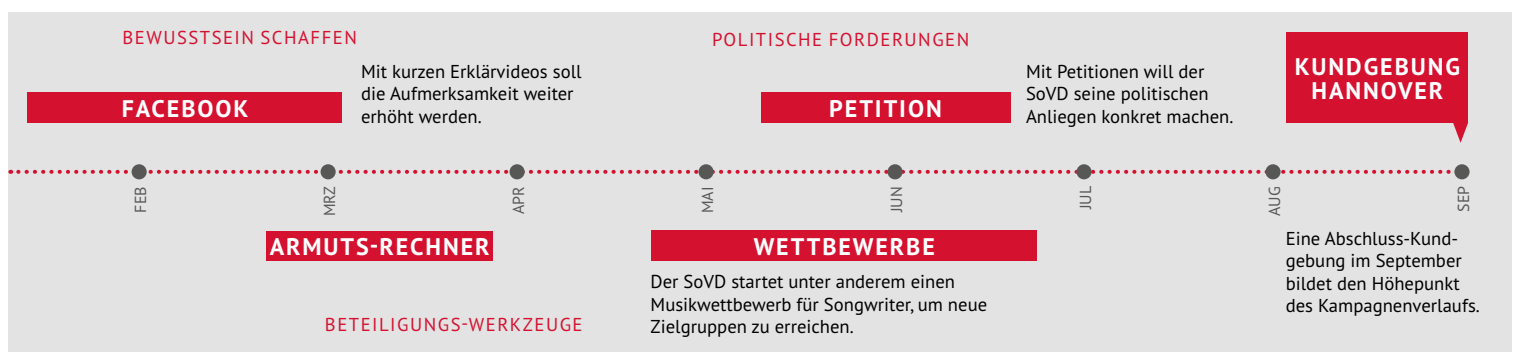 BEWUSSTSEIN SCHAFFEN
FACEBOOK
Mit kurzen Erklärvideos soll
die Aufmerksamkeit weiter
erhöht werden.
POLITISCHE FORDERUNGEN
PETITION
Mit Petitionen will der
SoVD seine politischen
Anliegen konkret machen.
KUNDGEBUNG
HANNOVER
FEB
MRZ
APR
MAI
JUN
JUL
AUG
SEP
ARMUTS-RECHNER
BETEILIGUNGS-WERKZEUGE
WETTBEWERBE
Der SoVD startet unter anderem einen
Musikwettbewerb für Songwriter, um neue
Zielgruppen zu erreichen.
Eine Abschluss-Kund-
gebung im September
bildet den Höhepunkt
des Kampagnenverlaufs.